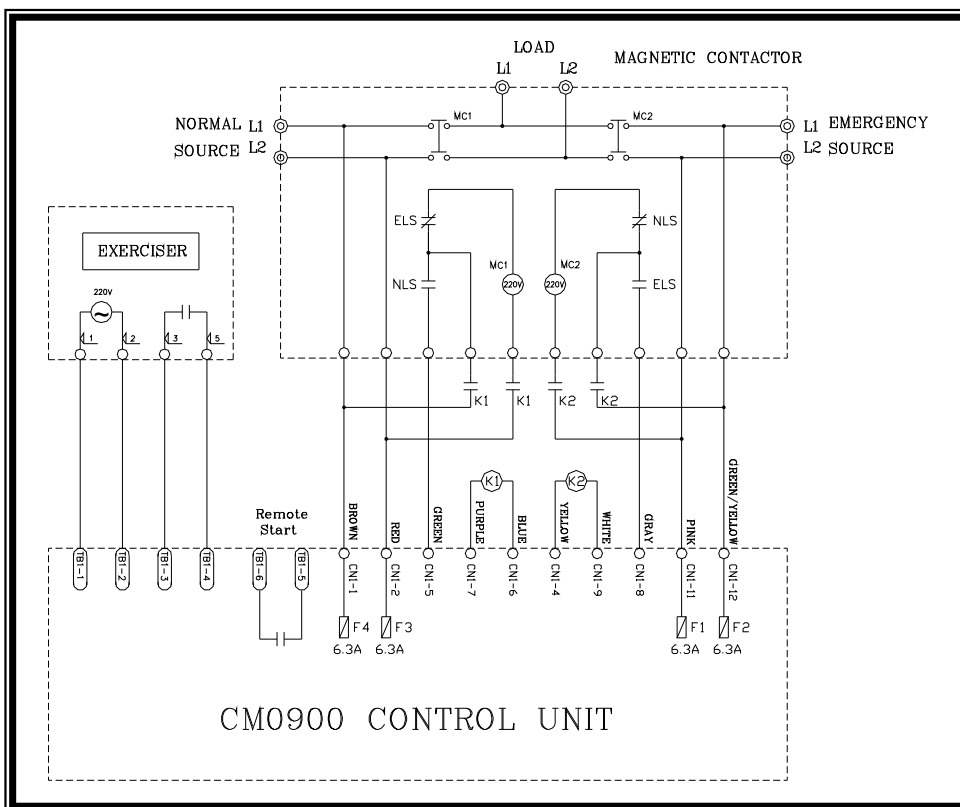 LOAD
L1 L2
MAGNETIC CONTACTOR
NORMAL L1
SOURCE L2
MC1
MC2
L1 EMERGENCY
L2 SOURCE
EXERCISER
220V
1 2 3 5
ELS
NLS
MC1
220V
MC2
220V
NLS
ELS
K1 K1 K2 K2
Remote
Start
K1
K2
BROWN
RED
GREEN
PURPLE
BLUE
YELLOW
WHITE
GRAY
PINK
GREEN/YELLOW
TB1-1
TB1-2
TB1-3
TB1-4
TB1-6
TB1-5
CN1-1
CN1-2
CN1-5
CN1-7
CN1-6
CN1-4
CN1-9
CN1-8
CN1-11
CN1-12
F4 F3 F1 F2
6.3A 6.3A 6.3A 6.3A
CM0900 CONTROL UNIT